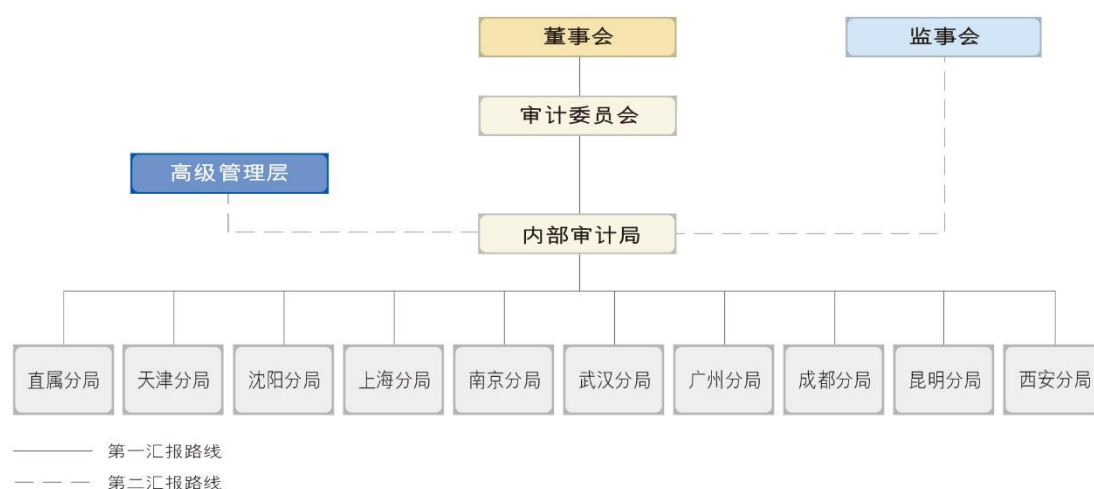 董事会
监事会
审计委员会
高级管理层
内部审计局
直属分局
天津分局
沈阳分局
上海分局
南京分局
武汉分局
广州分局
成都分局
昆明分局
西安分局
第一汇报路线
第二汇报路线